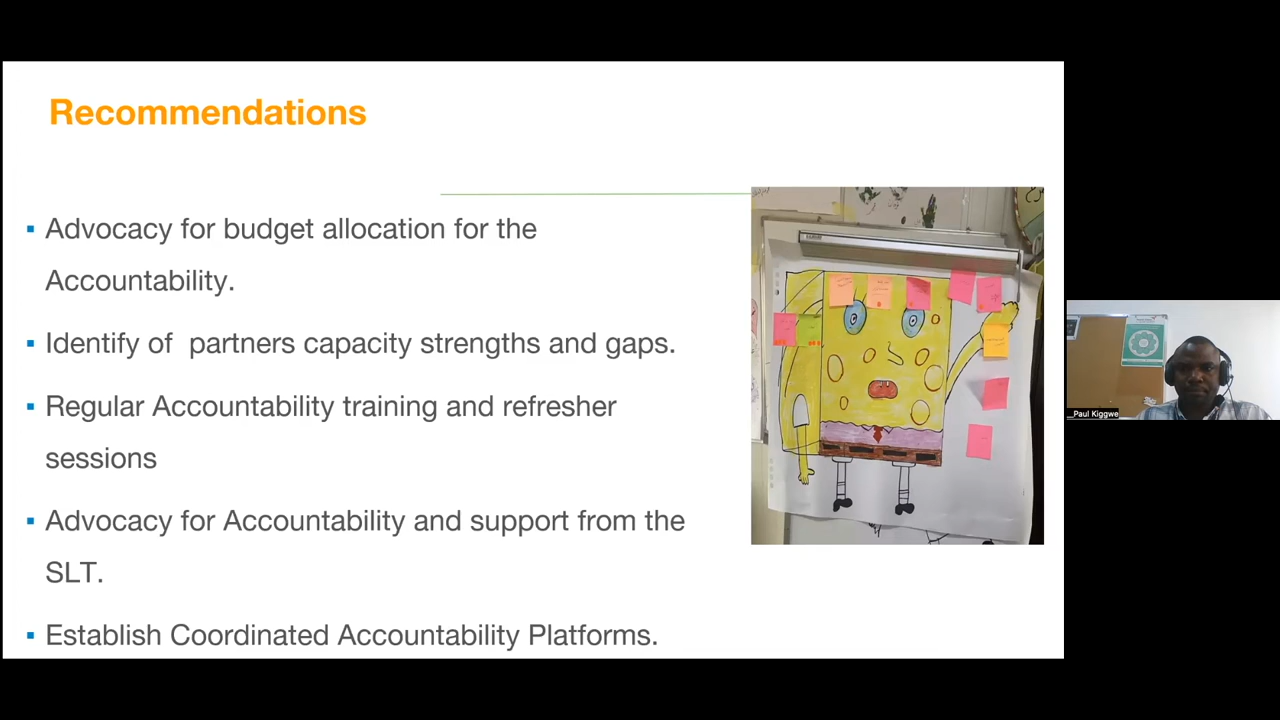 Recommendations
▪ Advocacy for budget allocation for the
Accountability.
▪ Identify of  partners capacity strengths and gaps.
▪ Regular Accountability training and refresher
sessions
▪ Advocacy for Accountability and support from the
SLT.
▪ Establish Coordinated Accountability Platforms.
Paul Kiggwe